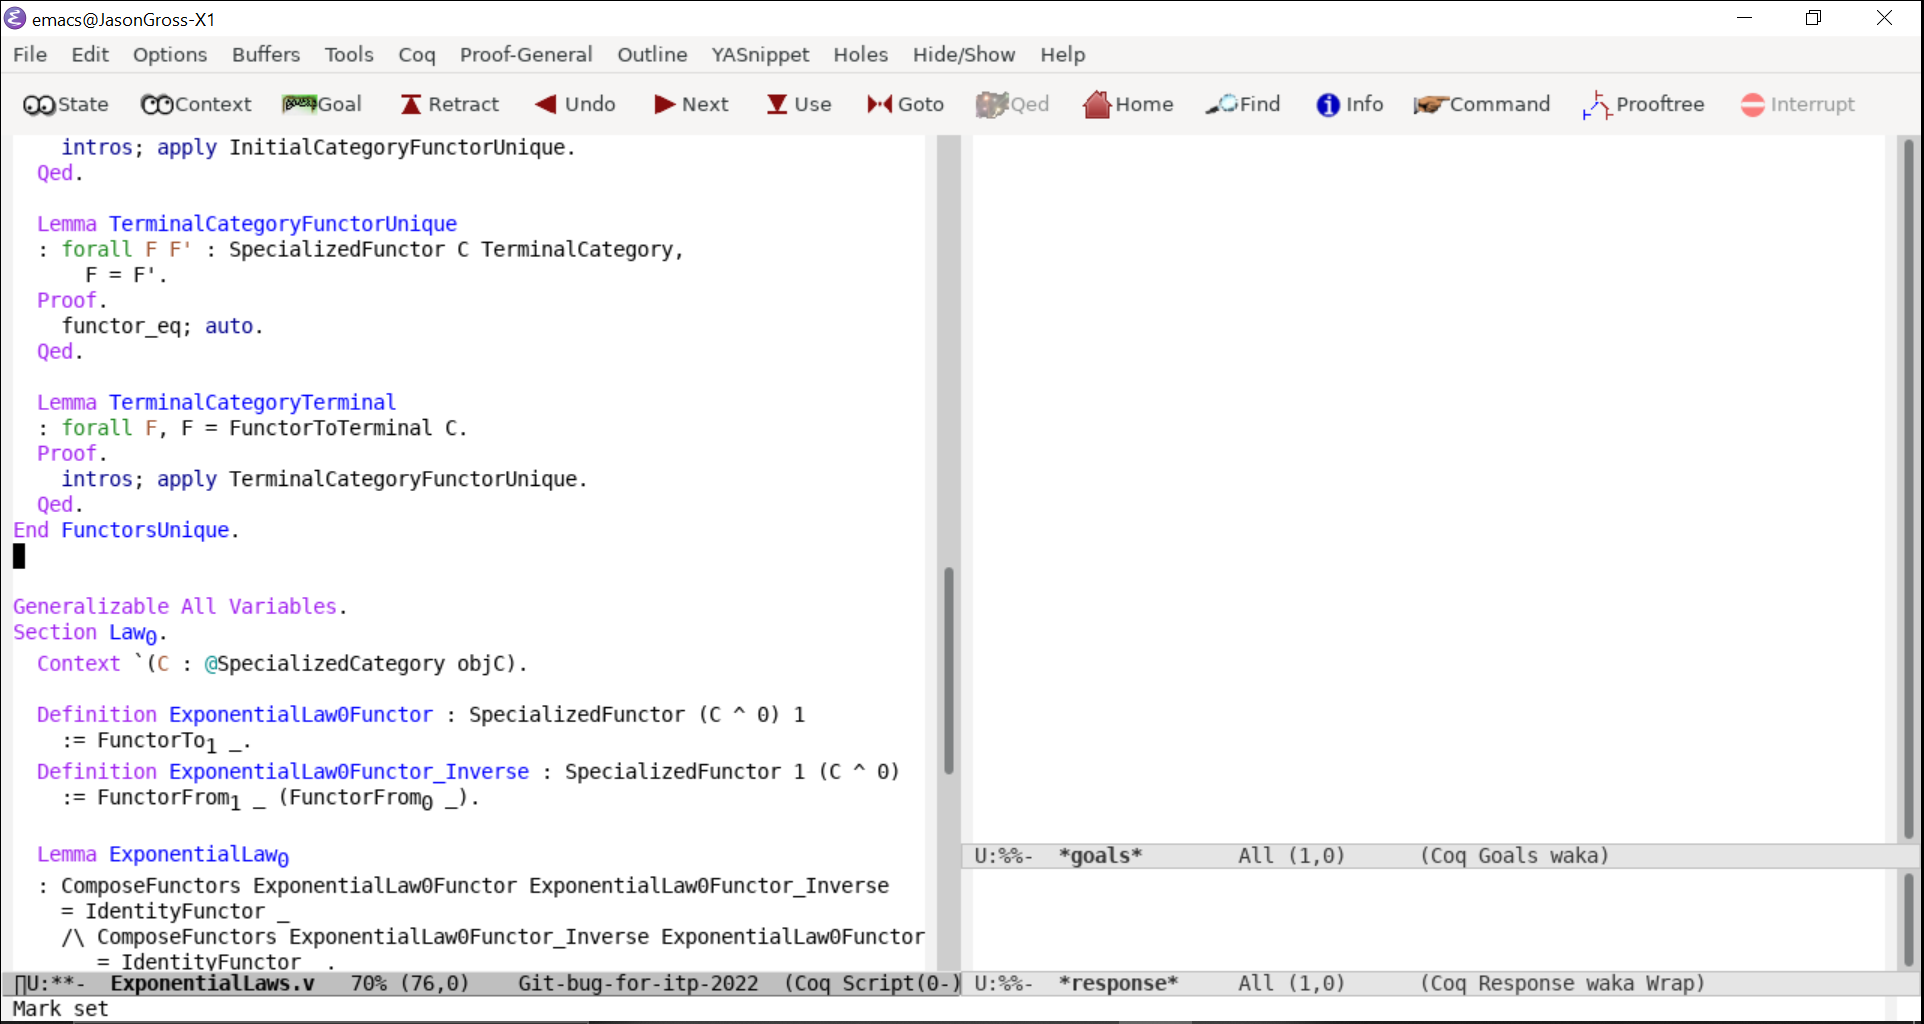 emacs@JasonGross-X1
File Edit Options Buffers Tools Coq Proof-General Outline YASnippet Holes Hide/Show Help
State Context Goal Retract Undo Next Use Goto Qed Home Find Info Command Prooftree Interrupt
    intros; apply InitialCategoryFunctorUnique.
  Qed.

  Lemma TerminalCategoryFunctorUnique
  : forall F F' : SpecializedFunctor C TerminalCategory,
      F = F'.
  Proof.
    functor_eq; auto.
  Qed.

  Lemma TerminalCategoryTerminal
  : forall F, F = FunctorToTerminal C.
  Proof.
    intros; apply TerminalCategoryFunctorUnique.
  Qed.
End FunctorsUnique.

Generalizable All Variables.
Section Law₀.
  Context `(C : @SpecializedCategory objC).

  Definition ExponentialLaw0Functor : SpecializedFunctor (C ^ 0) 1
    := FunctorTo₁ _.
  Definition ExponentialLaw0Functor_Inverse : SpecializedFunctor 1 (C ^ 0)
    := FunctorFrom₁ _ (FunctorFrom₀ _).

  Lemma ExponentialLaw₀
  : ComposeFunctors ExponentialLaw0Functor ExponentialLaw0Functor_Inverse
    = IdentityFunctor _
    /\ ComposeFunctors ExponentialLaw0Functor_Inverse ExponentialLaw0Functor
       = IdentityFunctor _.
U:**- ExponentialLaws.v 70% (76,0) Git-bug-for-itp-2022 (Coq Script(0-)
U:%%- *goals* All (1,0) (Coq Goals waka)
U:%%- *response* All (1,0) (Coq Response waka Wrap)
Mark set